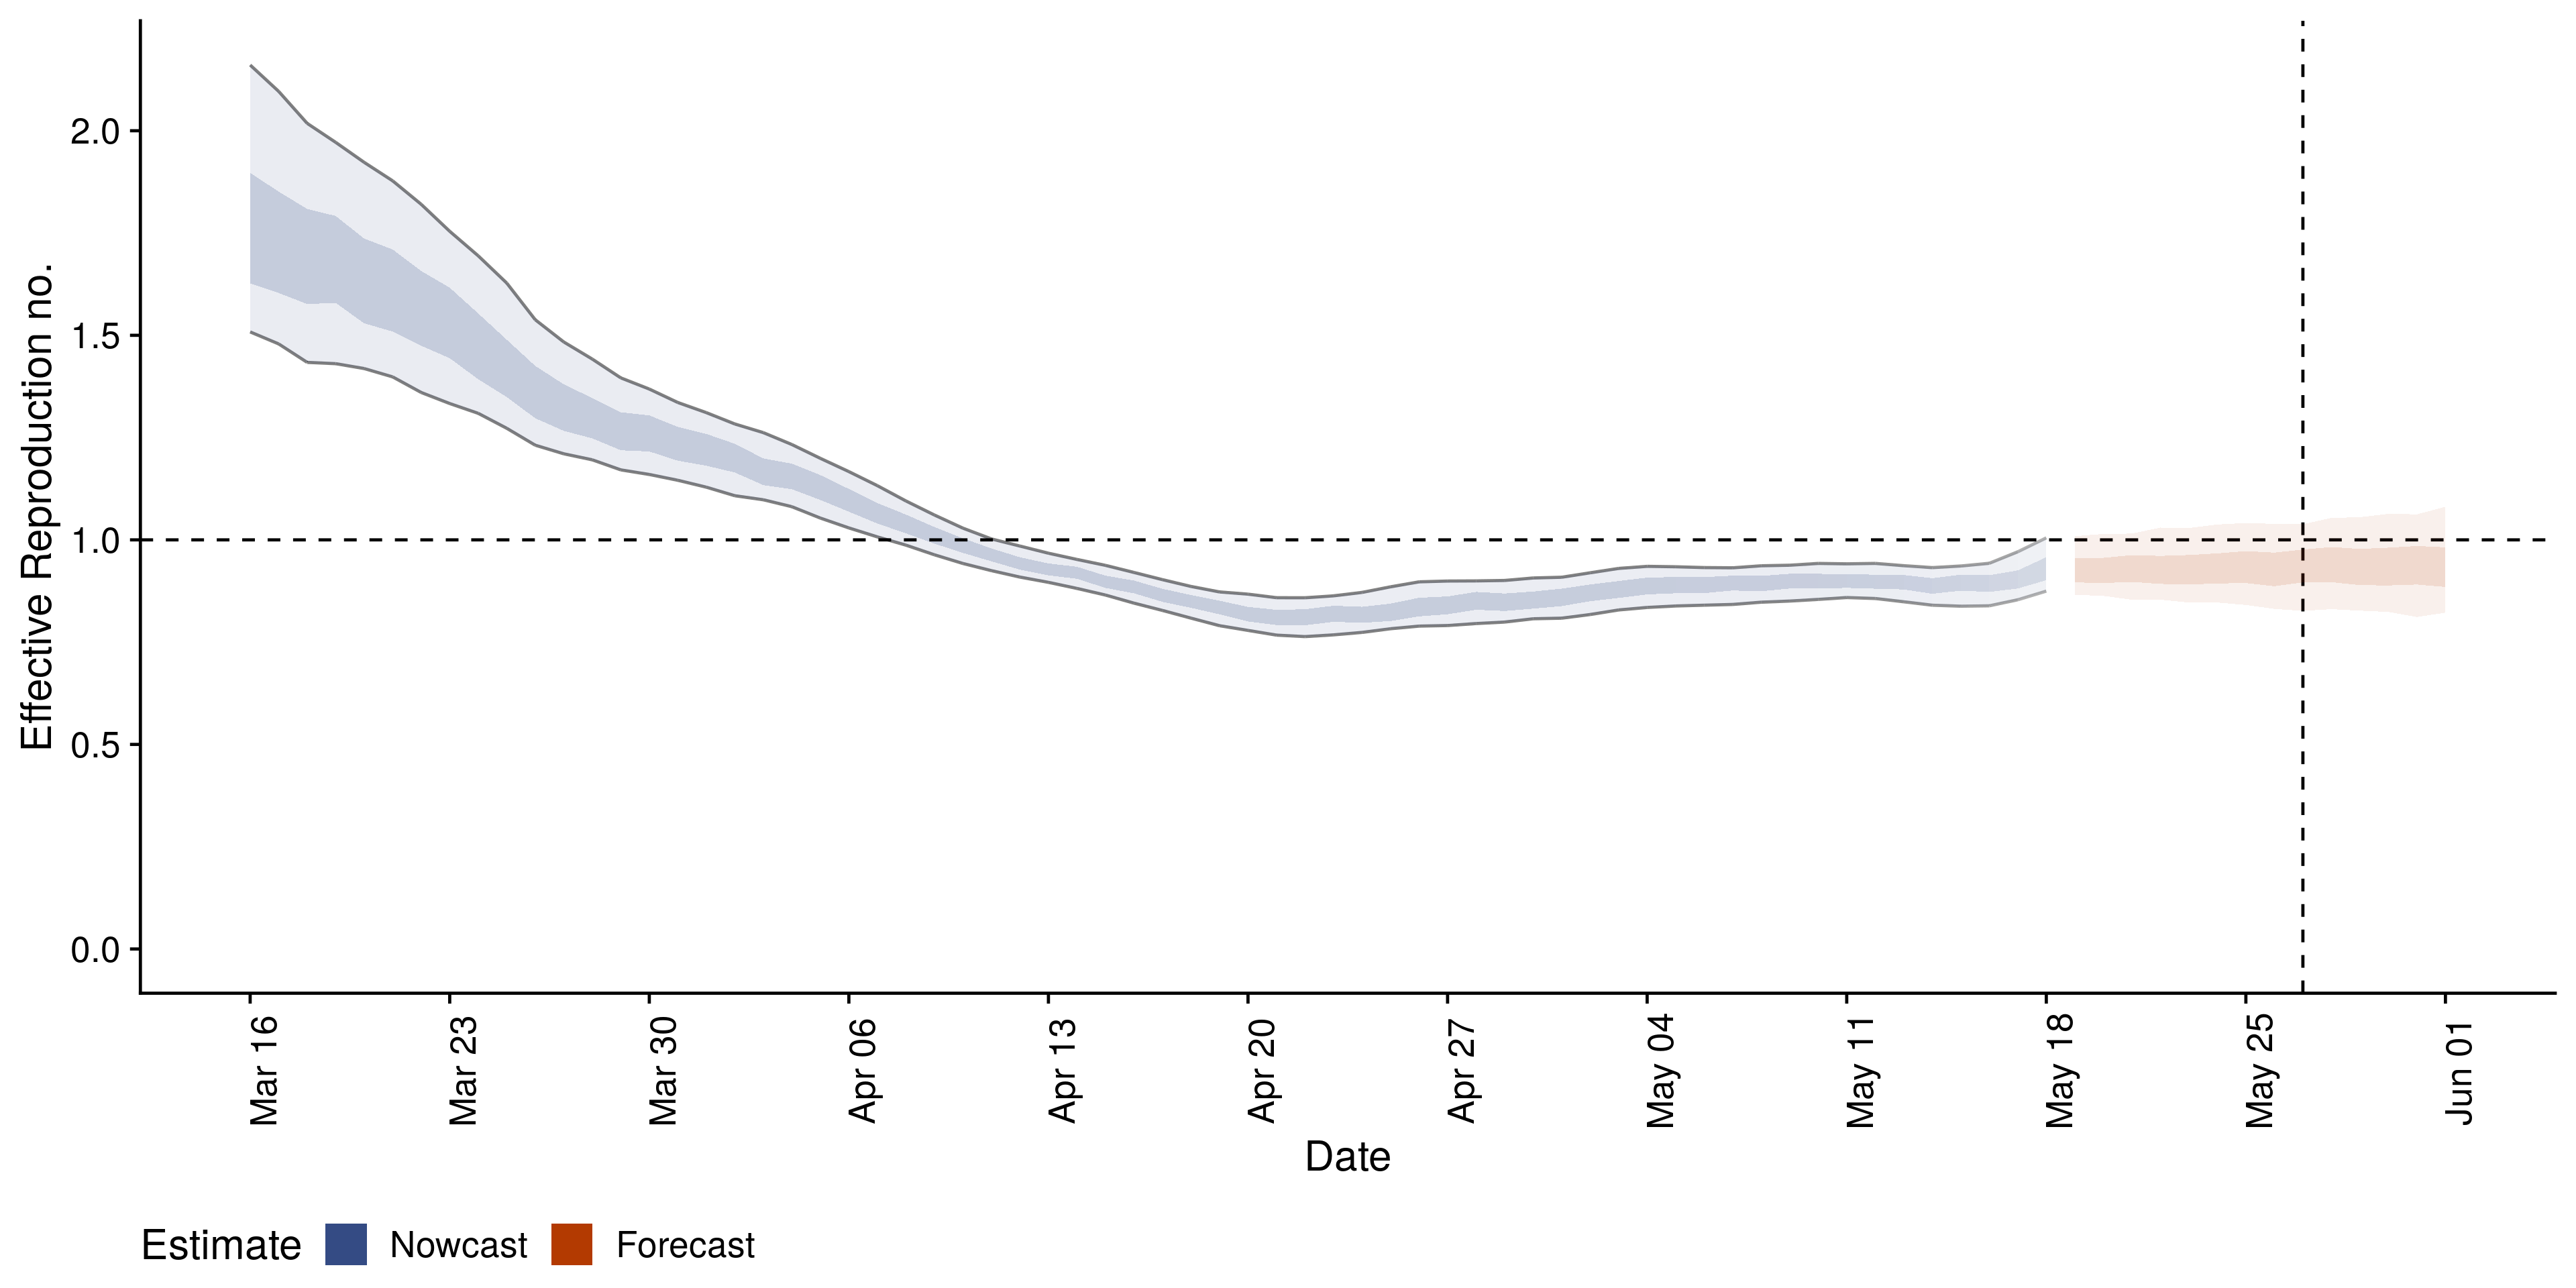 Effective Reproduction no.
2.0
1.5
1.0
0.5
0.0
Mar 16
Mar 23
Mar 30
Apr 06
Apr 13
Apr 20
Apr 27
May 04
May 11
May 18
May 25
Jun 01
Date
Estimate Nowcast Forecast